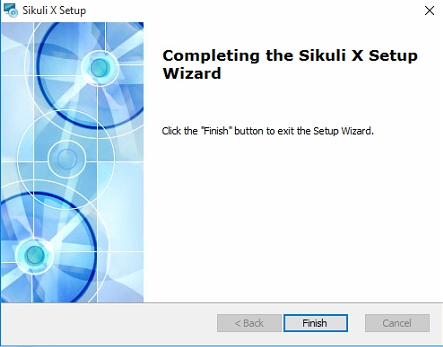 Sikuli X Setup
Completing the Sikuli X Setup
Wizard
Click the "Finish" button to exit the Setup Wizard.
< Back
Finish
Cancel